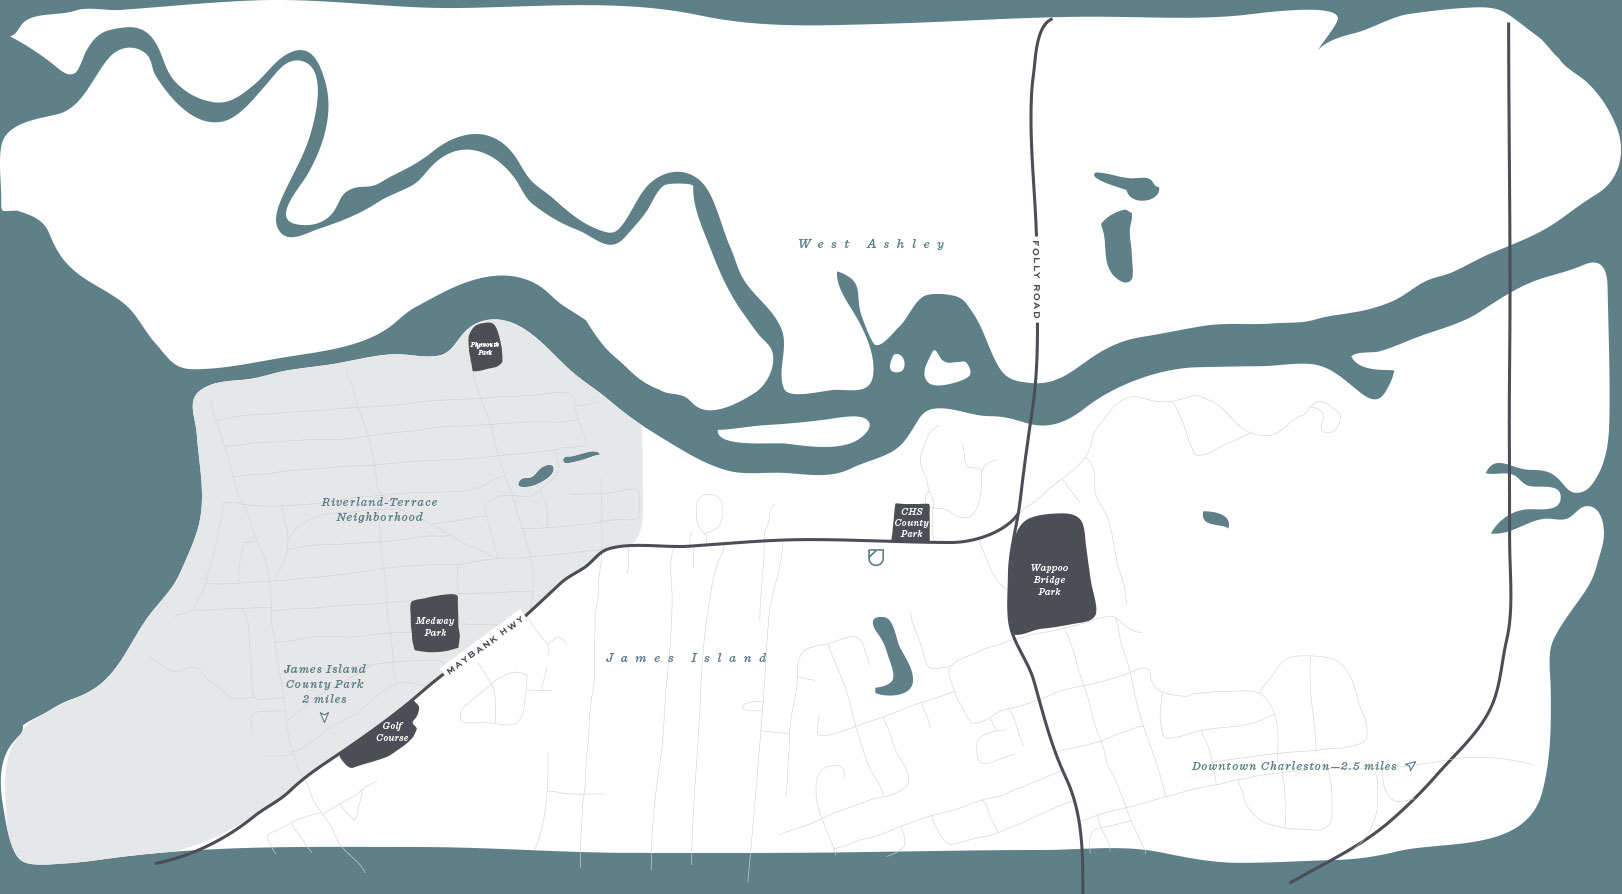 West Ashley
FOLLY ROAD
Plymouth
Park
Riverland-Terrace
Neighborhood
CHS
County
Park
Wappoo
Bridge
Park
Medway
Park
MAYBANK HWY
James Island
James Island
County Park
2 miles
Golf
Course
Downtown Charleston—2.5 miles